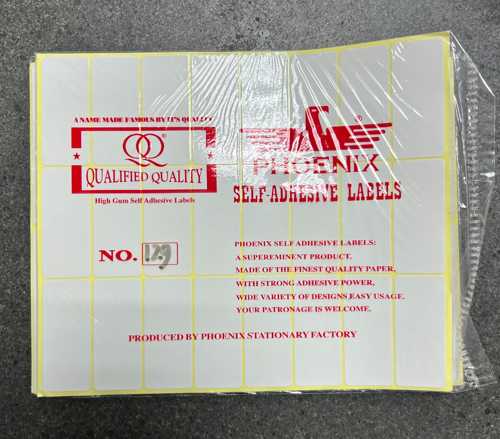 A NAME MADE FAMOUS BY IT'S QUALITY
QQ®
QUALIFIED QUALITY
High Gum Self Adhesive Labels
®
PHOENIX
SELF-ADHESIVE LABELS
NO. 129
PHOENIX SELF ADHESIVE LABELS:
A SUPEREMINENT PRODUCT,
MADE OF THE FINEST QUALITY PAPER,
WITH STRONG ADHESIVE POWER,
WIDE VARIETY OF DESIGNS, EASY USAGE.
YOUR PATRONAGE IS WELCOME.
PRODUCED BY PHOENIX STATIONARY FACTORY